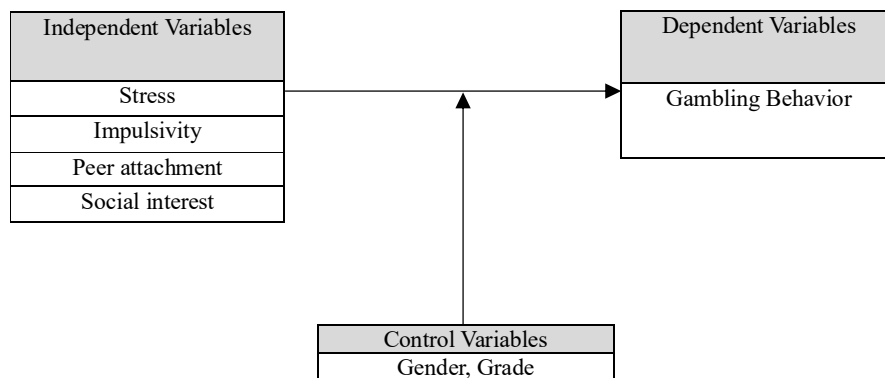 Independent Variables
Stress
Impulsivity
Peer attachment
Social interest
Dependent Variables
Gambling Behavior
Control Variables
Gender, Grade